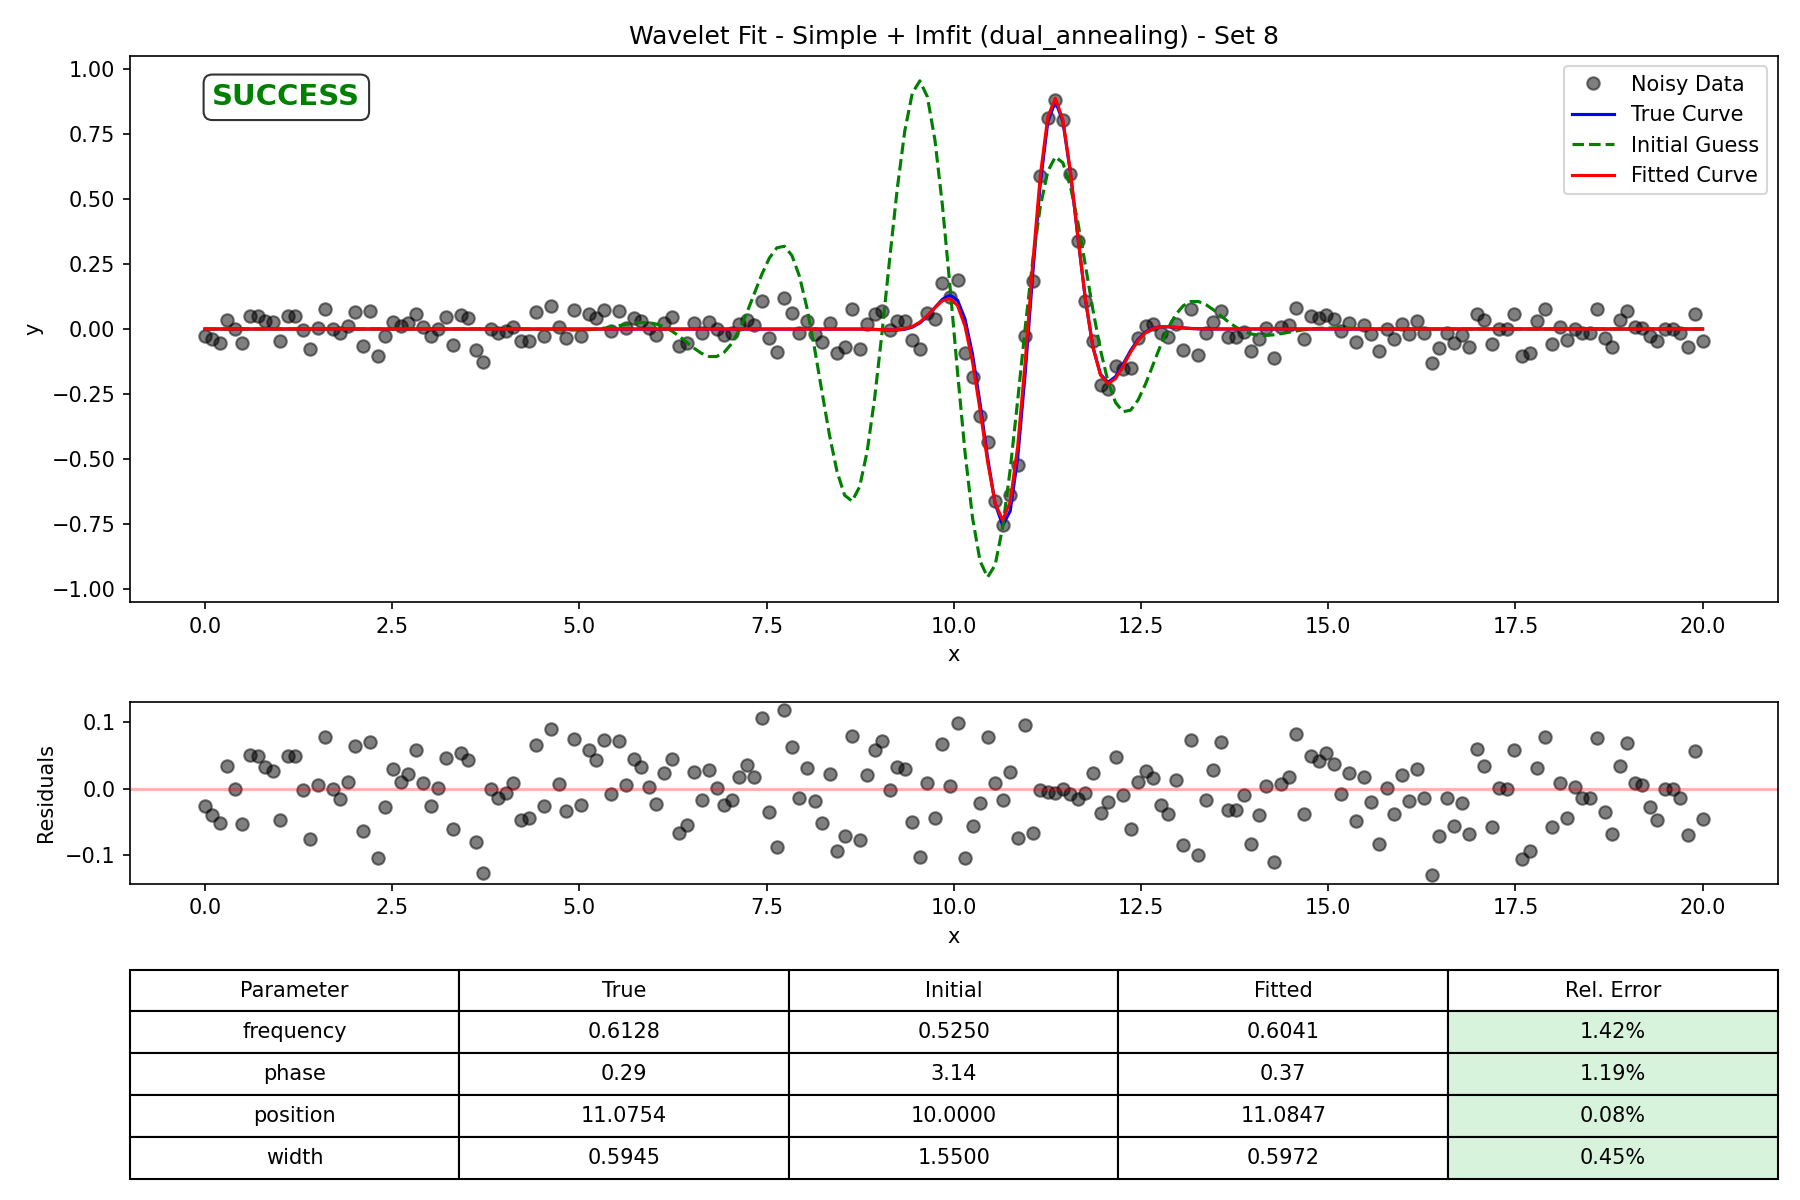 Wavelet Fit - Simple + lmfit (dual_annealing) - Set 8
SUCCESS
Noisy Data
True Curve
Initial Guess
Fitted Curve
1.00
0.75
0.50
0.25
0.00
−0.25
−0.50
−0.75
−1.00
y
0.0 2.5 5.0 7.5 10.0 12.5 15.0 17.5 20.0
x
0.1
0.0
−0.1
Residuals
0.0 2.5 5.0 7.5 10.0 12.5 15.0 17.5 20.0
x
Parameter True Initial Fitted Rel. Error
frequency 0.6128 0.5250 0.6041 1.42%
phase 0.29 3.14 0.37 1.19%
position 11.0754 10.0000 11.0847 0.08%
width 0.5945 1.5500 0.5972 0.45%